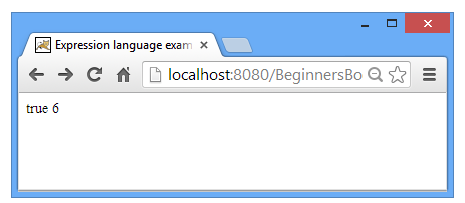 Expression language exam
localhost:8080/BeginnersBo
true 6